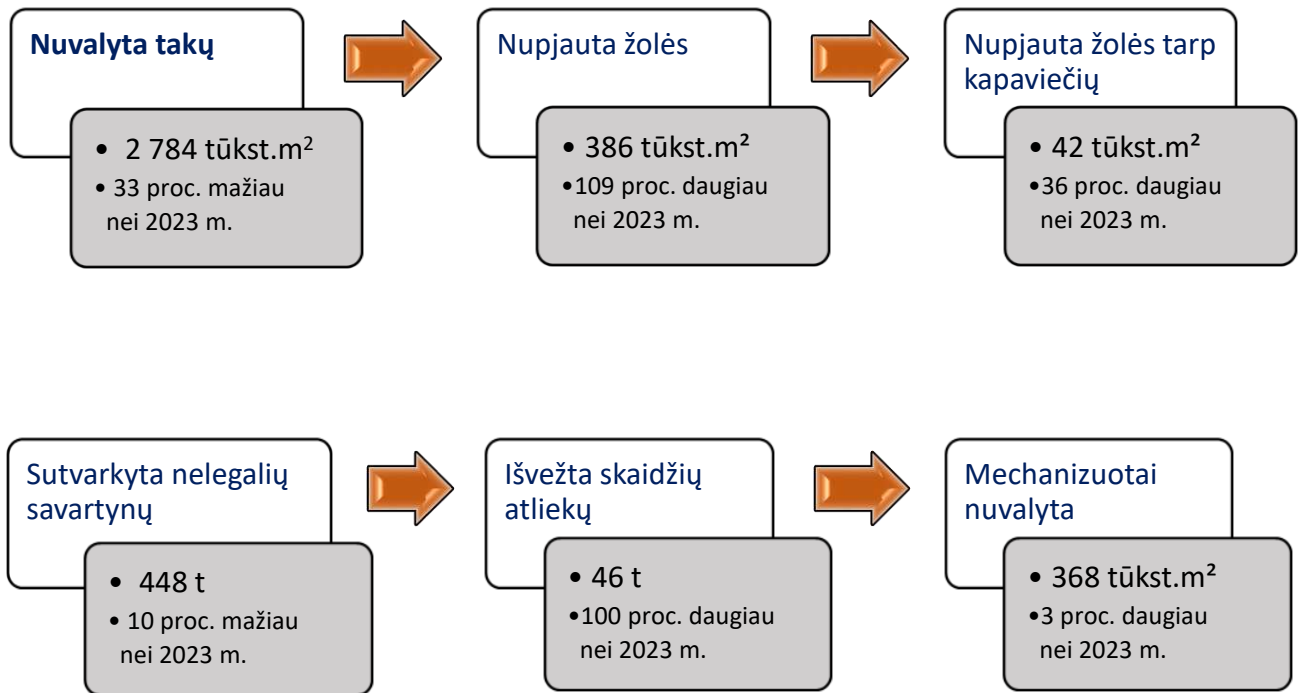 Nuvalyta takų
• 2 784 tūkst.m²
• 33 proc. mažiau
nei 2023 m.
Nupjauta žolės
• 386 tūkst.m²
•109 proc. daugiau
nei 2023 m.
Nupjauta žolės tarp
kapaviečių
• 42 tūkst.m²
•36 proc. daugiau
nei 2023 m.
Sutvarkyta nelegalių
savartynų
• 448 t
• 10 proc. mažiau
nei 2023 m.
Išvežta skaidžių
atliekų
• 46 t
•100 proc. daugiau
nei 2023 m.
Mechanizuotai
nuvalyta
• 368 tūkst.m²
•3 proc. daugiau
nei 2023 m.